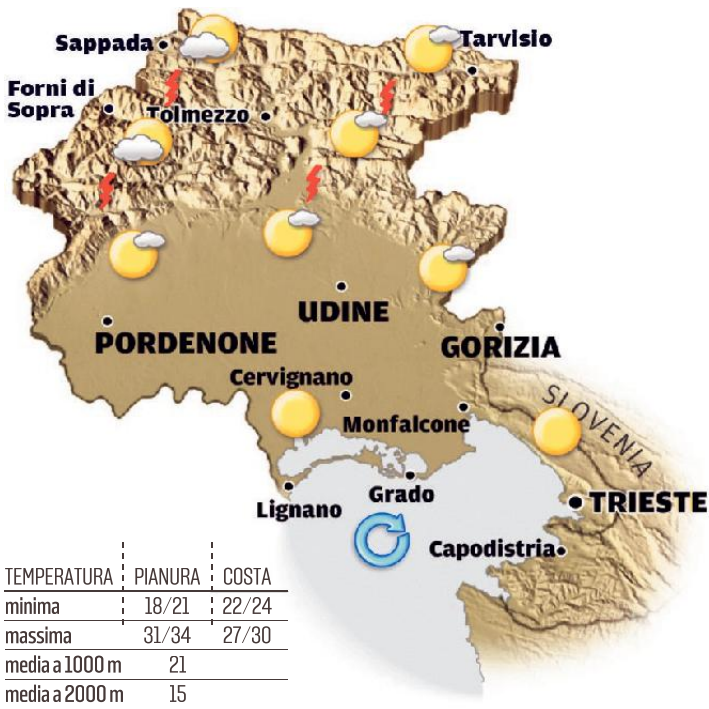 Sappada
Tarvisio
Forni di
Sopra
Tolmezzo
UDINE
PORDENONE
GORIZIA
Cervignano
Monfalcone
SLOVENIA
Lignano
Grado
TRIESTE
Capodistria
TEMPERATURA PIANURA COSTA
minima 18/21 22/24
massima 31/34 27/30
media a 1000 m 21
media a 2000 m 15